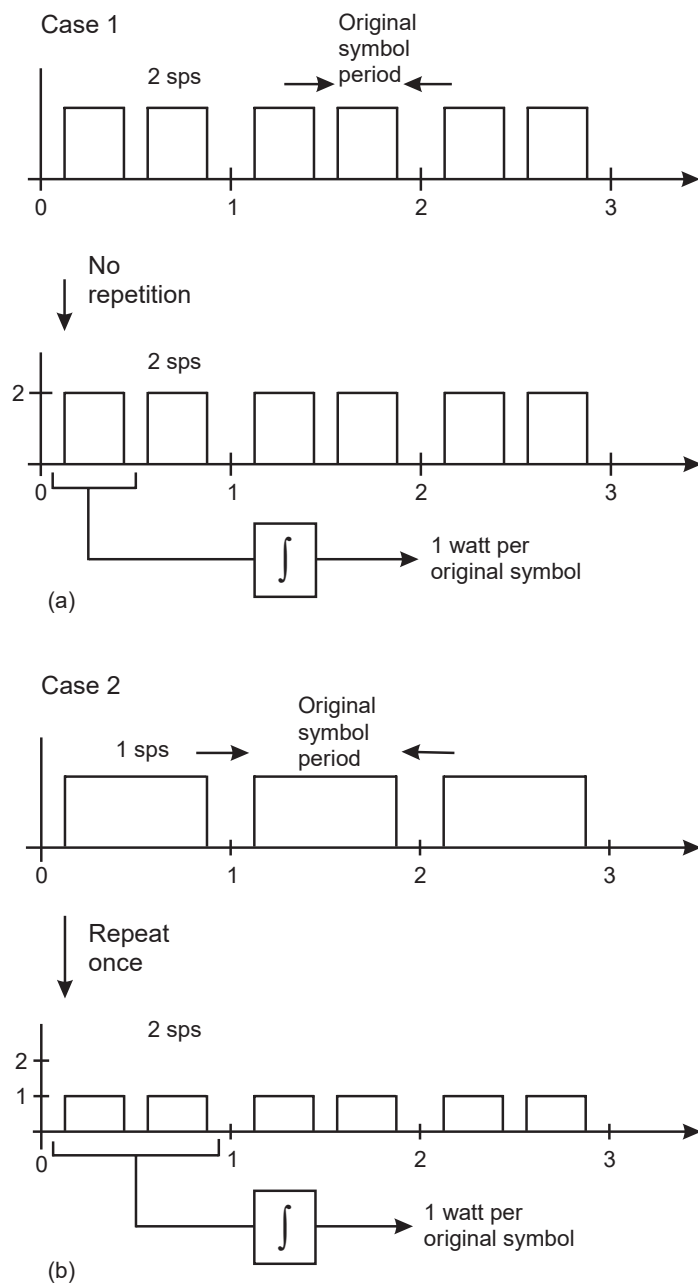 Case 1
Original
symbol
period
2 sps
0 1 2 3
No
repetition
2 sps
2
0 1 2 3
∫
1 watt per
original symbol
(a)
Case 2
Original
symbol
period
1 sps
0 1 2 3
Repeat
once
2 sps
2
1
0 1 2 3
∫
1 watt per
original symbol
(b)